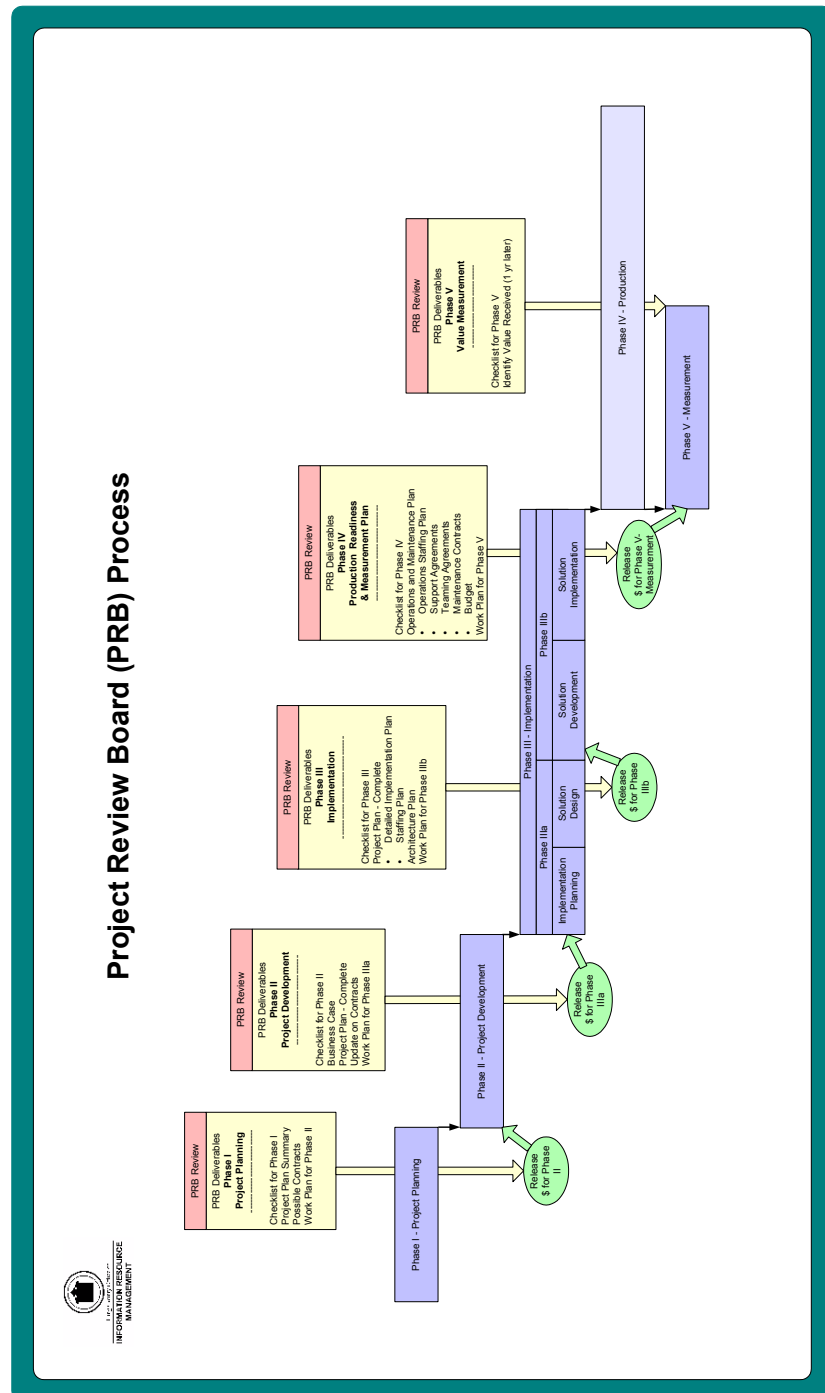 INFORMATION RESOURCE
MANAGEMENT
Project Review Board (PRB) Process
PRB Review
PRB Deliverables
Phase I
Project Planning
Checklist for Phase I
Project Plan Summary
Possible Contracts
Work Plan for Phase II
PRB Review
PRB Deliverables
Phase II
Project Development
Checklist for Phase II
Business Case
Project Plan - Complete
Update on Contracts
Work Plan for Phase IIIa
PRB Review
PRB Deliverables
Phase III
Implementation
Checklist for Phase III
Project Plan - Complete
• Detailed Implementation Plan
• Staffing Plan
Architecture Plan
Work Plan for Phase IIIb
PRB Review
PRB Deliverables
Phase IV
Production Readiness
& Measurement Plan
Checklist for Phase IV
Operations and Maintenance Plan
• Operations Staffing Plan
• Support Agreements
• Teaming Agreements
• Maintenance Contracts
• Budget
Work Plan for Phase V
PRB Review
PRB Deliverables
Phase V
Value Measurement
Checklist for Phase V
Identify Value Received (1 yr later)
Phase I - Project Planning
Release
$ for Phase
II
Phase II - Project Development
Release
$ for Phase
IIIa
Phase III - Implementation
Phase IIIa
Phase IIIb
Implementation
Planning
Solution
Design
Solution
Development
Solution
Implementation
Release
$ for Phase
IIIb
Release
$ for Phase V-
Measurement
Phase IV - Production
Phase V - Measurement